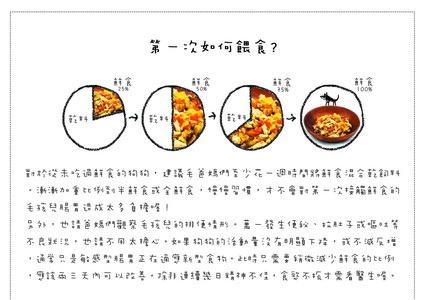 第一次如何餵食?
鮮食
25%
鮮食
50%
鮮食
75%
鮮食
100%
乾料
乾料
乾料
對於從未吃過鮮食的狗狗,建議毛爸媽們至少花一週時間將鮮食混合乾飼料
。漸漸加重比例到半鮮食或全鮮食,慢慢習慣,才不會對第一次接觸鮮食的
毛孩兒腸胃造成太多負擔喔!
另外,也請爸媽們觀察毛孩兒的排便情形。萬一發生便砂、拉肚子或嘔吐等
不良狀況,也請不用太擔心。如果狗狗的活動量沒有明顯下降,或不減反增
,通常只是敏感型腸胃正在適應新型食物。此時只需要稍微減少鮮食的比例
,應該兩三天內可以改善。除非連續幾日精神不佳,食慾不振才需看醫生喔。